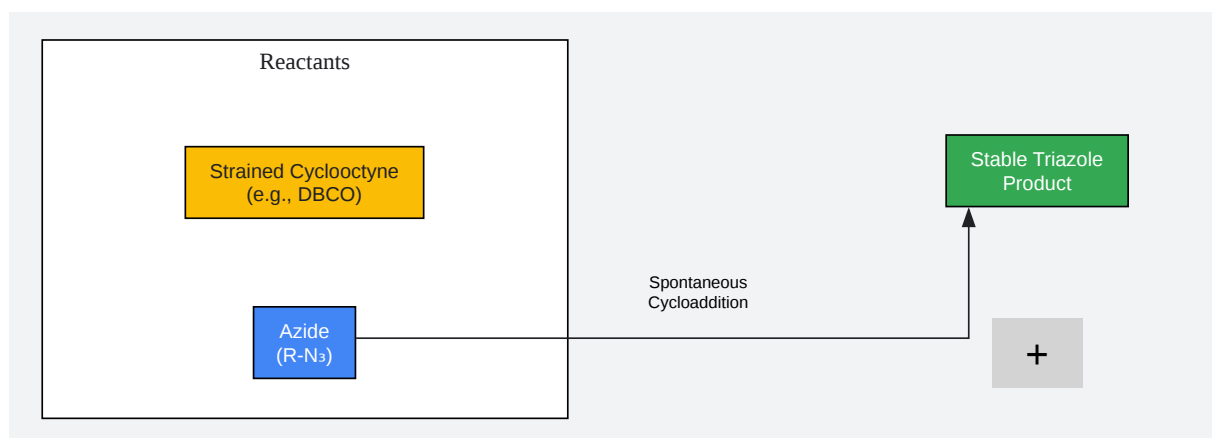 Reactants
Strained Cyclooctyne
(e.g., DBCO)
Stable Triazole
Product
Spontaneous
Cycloaddition
Azide
(R-N₃)
+